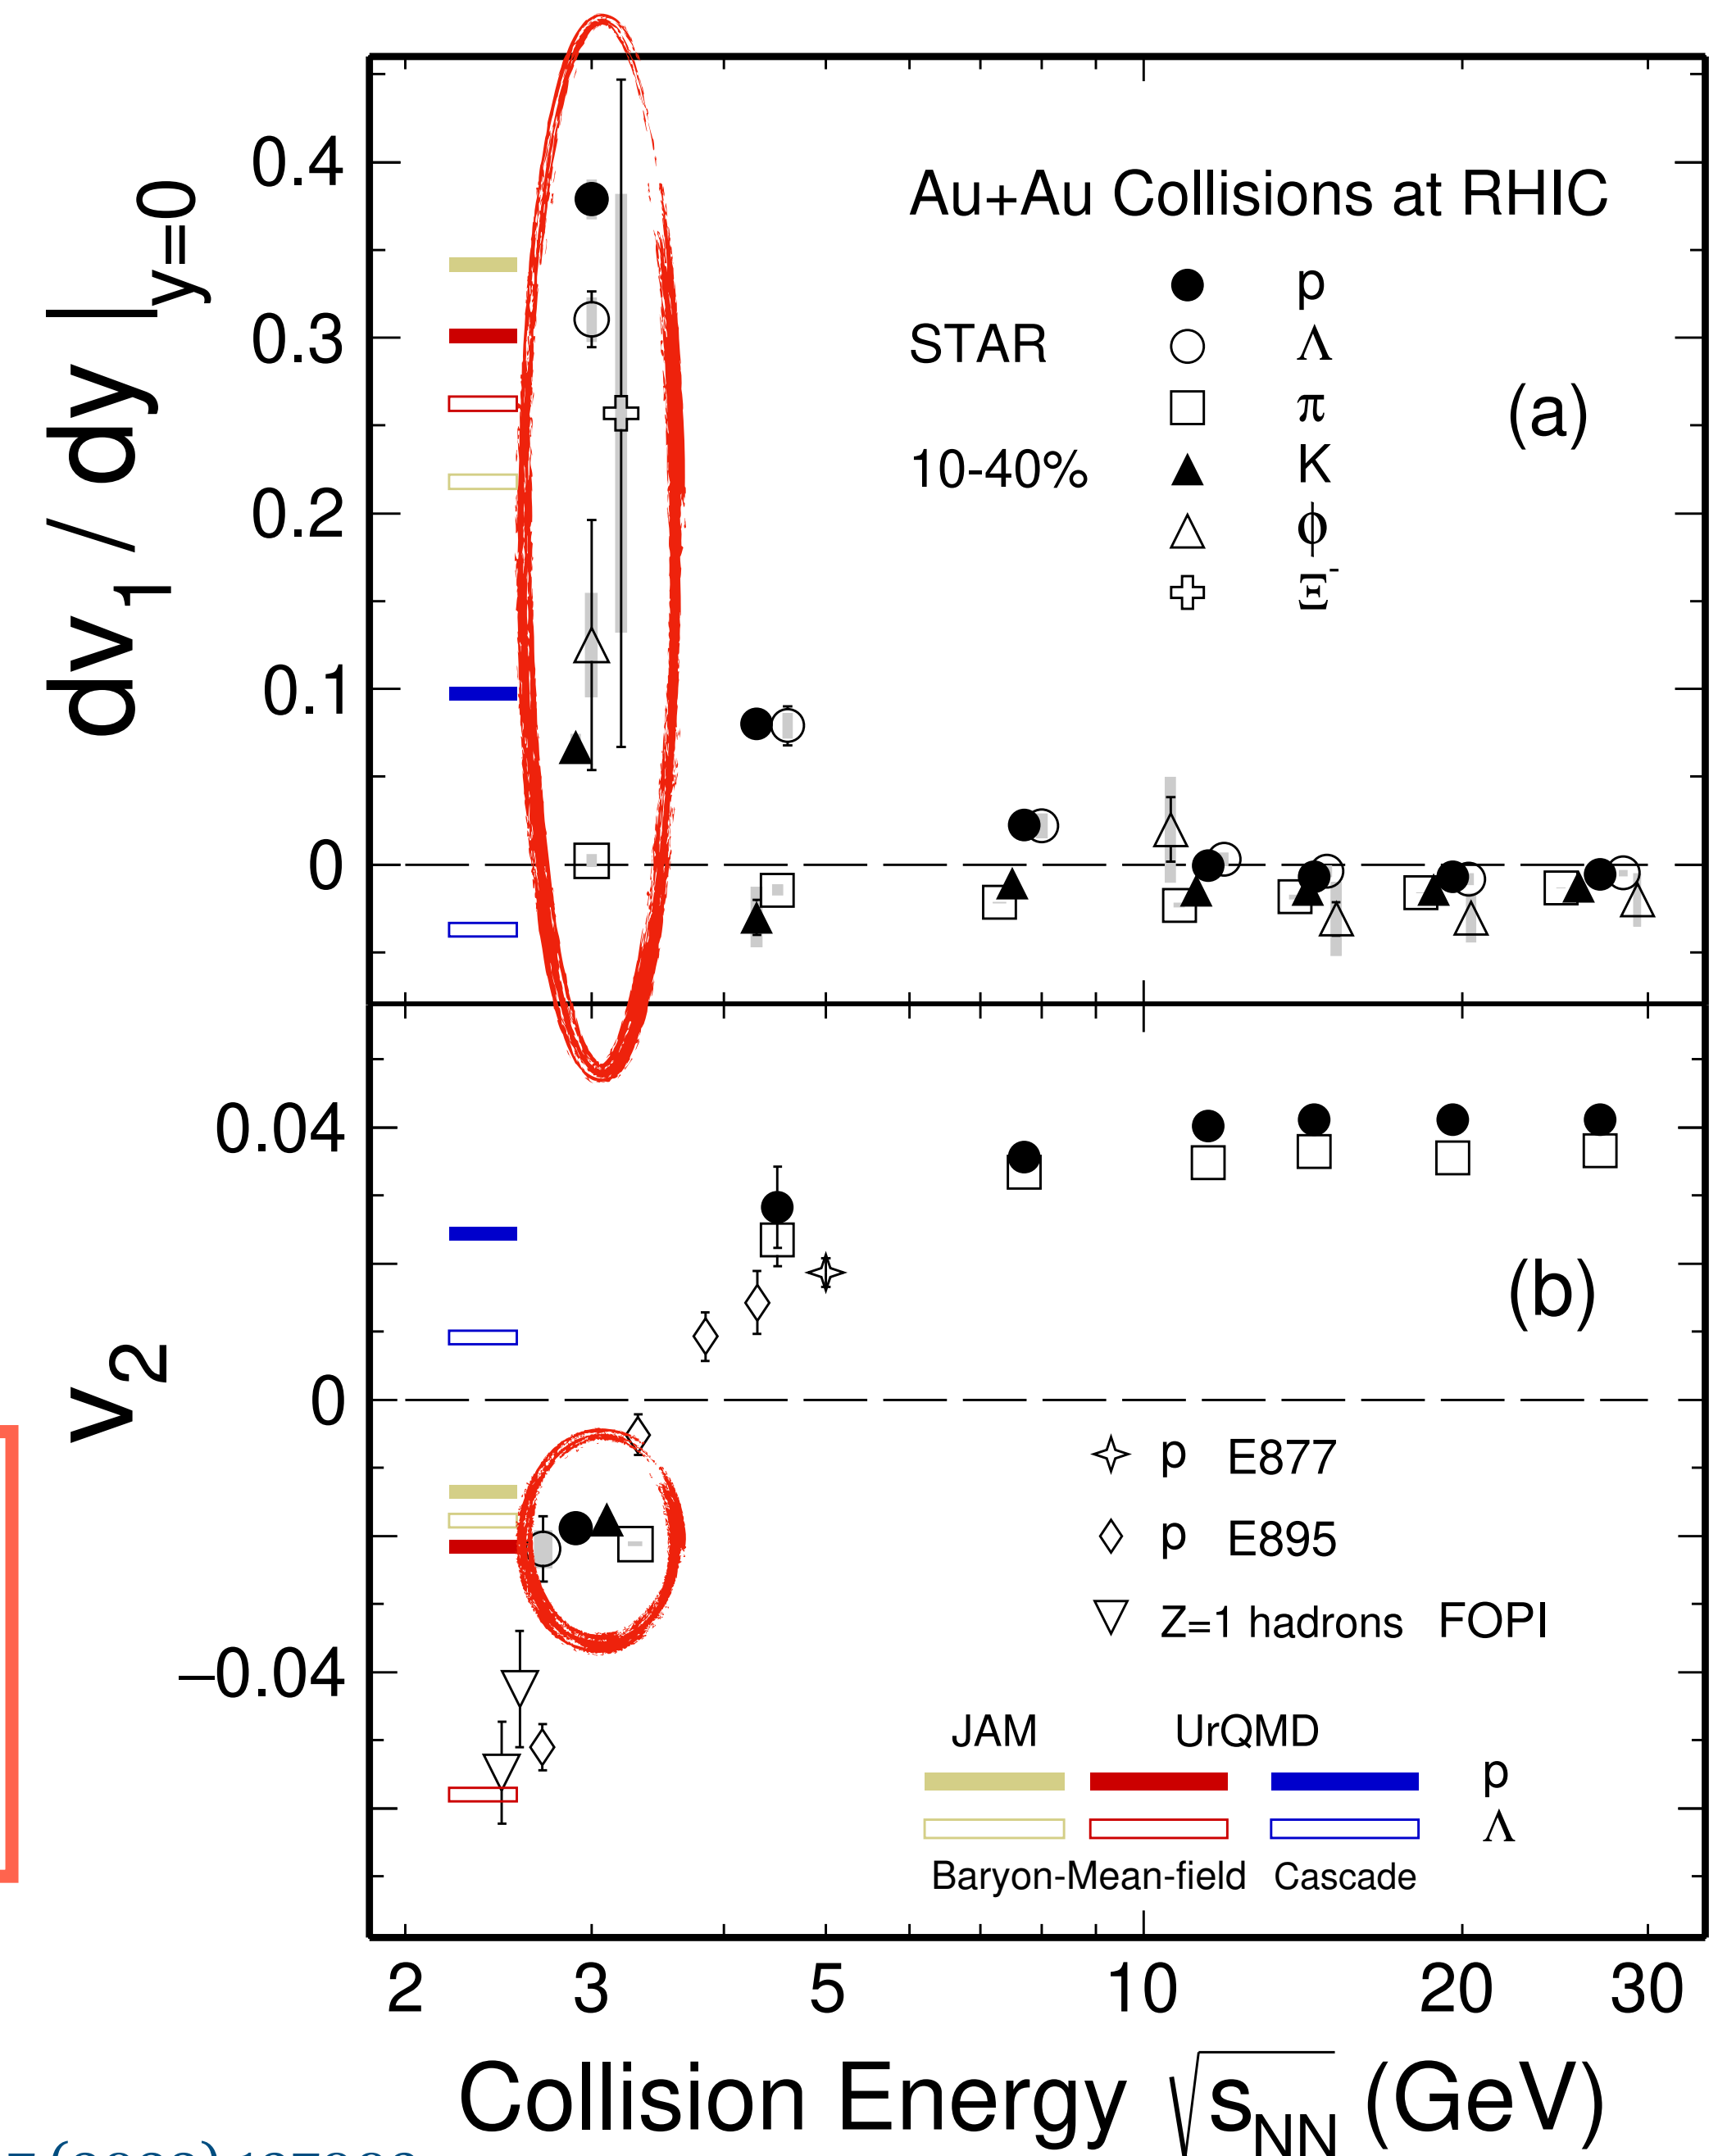 dv1 / dy |y=0
0.4
0.3
0.2
0.1
0
Au+Au Collisions at RHIC
p
STAR Λ
π
10-40% K
ϕ
Ξ-
(a)
v2
0.04
0
−0.04
(b)
p E877
p E895
Z=1 hadrons FOPI
JAM UrQMD
p
Λ
Baryon-Mean-field Cascade
2 3 5 10 20 30
Collision Energy √sNN (GeV)